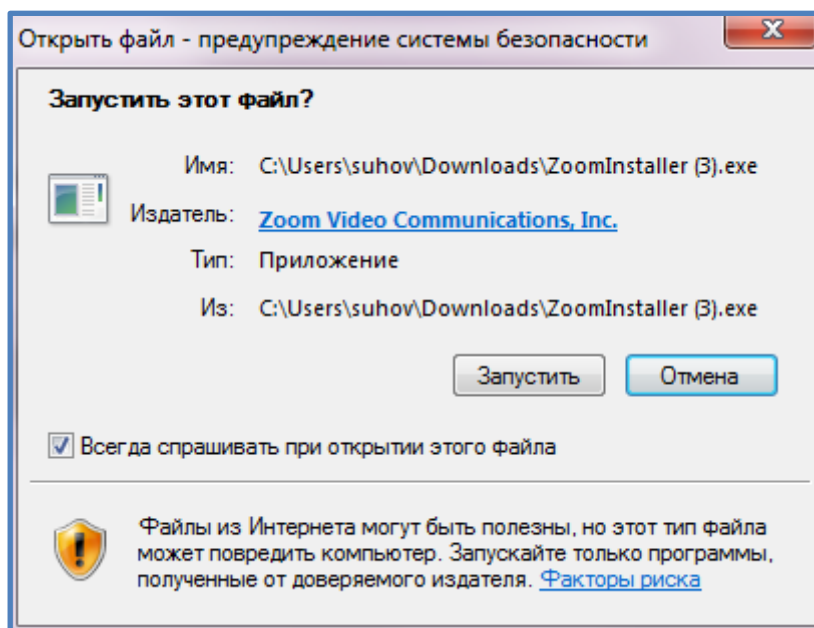 Открыть файл - предупреждение системы безопасности
Запустить этот файл?
Имя: C:\Users\suhov\Downloads\ZoomInstaller (3).exe
Издатель: Zoom Video Communications, Inc.
Тип: Приложение
Из: C:\Users\suhov\Downloads\ZoomInstaller (3).exe
Запустить Отмена
Всегда спрашивать при открытии этого файла
Файлы из Интернета могут быть полезны, но этот тип файла
может повредить компьютер. Запускайте только программы,
полученные от доверяемого издателя. Факторы риска